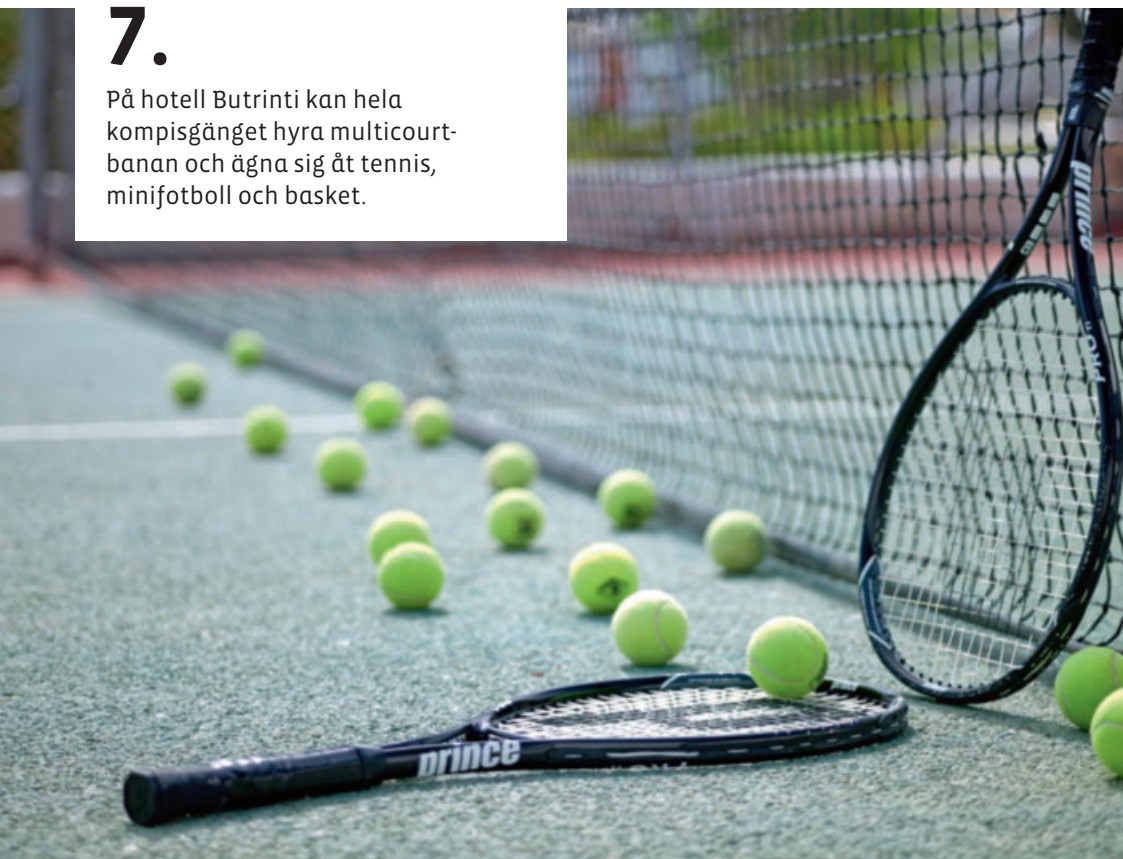 7.
På hotell Butrinti kan hela
kompisgänget hyra multicourt-
banan och ägna sig åt tennis,
minifotboll och basket.
prince
PRO
prince